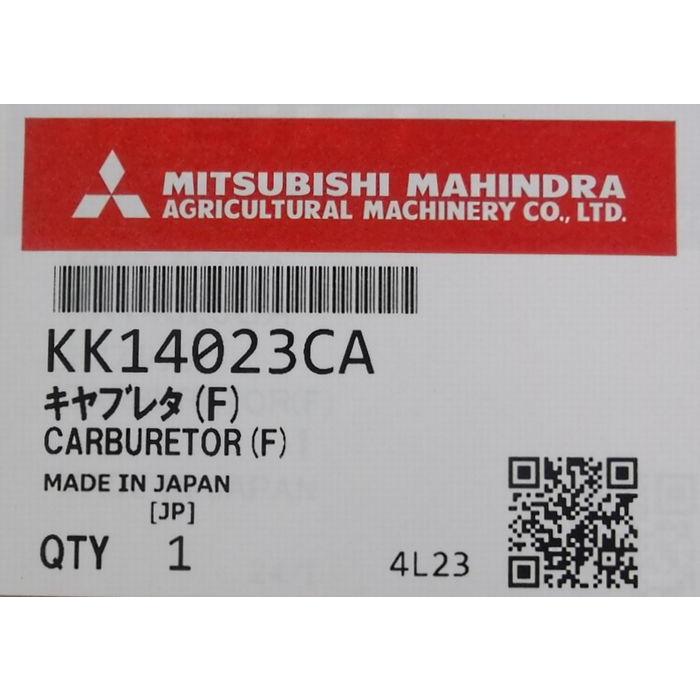 MITSUBISHI MAHINDRA
AGRICULTURAL MACHINERY CO., LTD.
KK14023CA
キャブレタ(F)
CARBURETOR(F)
MADE IN JAPAN
[JP]
QTY 1
4L23